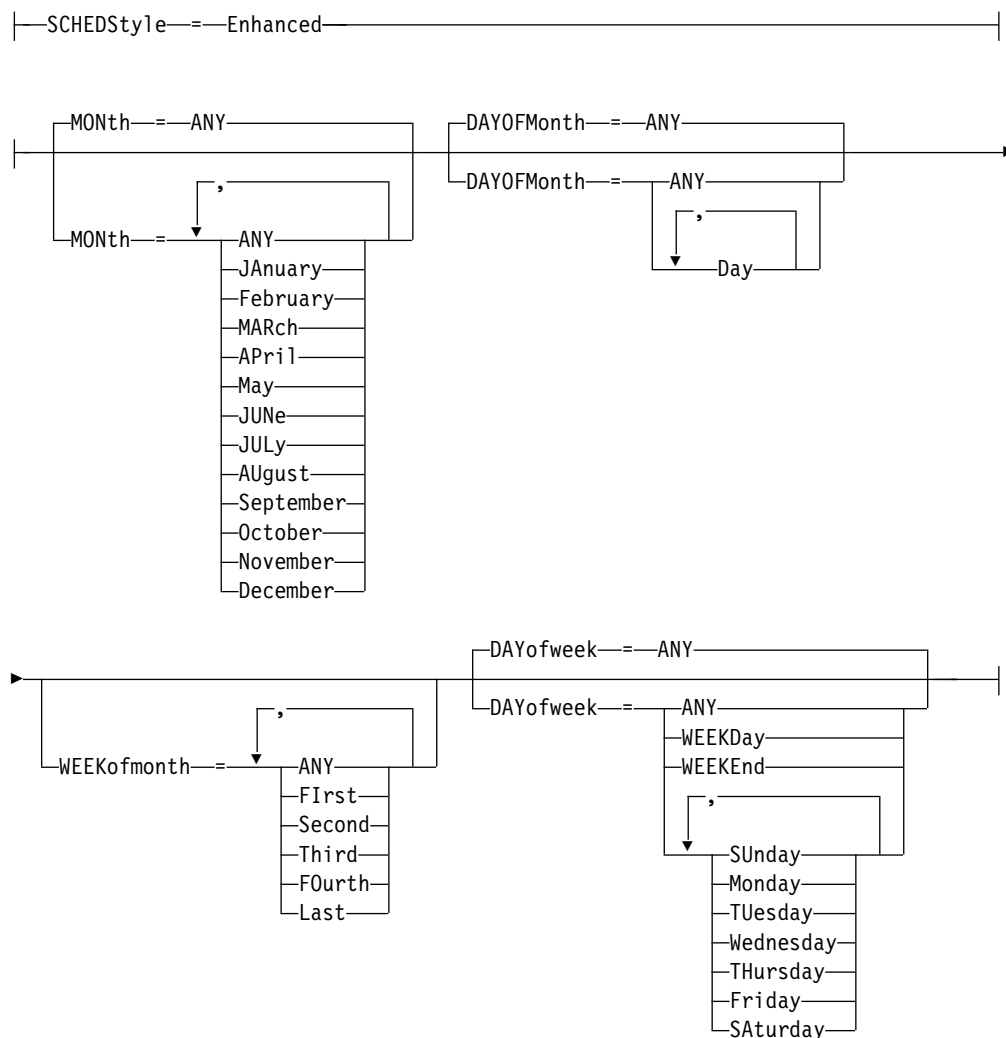 SCHEDStyle = Enhanced
MONth = ANY
DAYOFMonth = ANY
DAYOFMonth = ANY
,
,
MONth = ANY
Day
JAnuary
February
MARch
APril
May
JUNe
JULy
AUgust
September
October
November
December
DAYofweek = ANY
DAYofweek = ANY
,
WEEKDay
WEEKofmonth = ANY
WEEKEnd
FIrst
,
Second
Third
SUnday
FOurth
Monday
Last
TUesday
Wednesday
THursday
Friday
SAturday